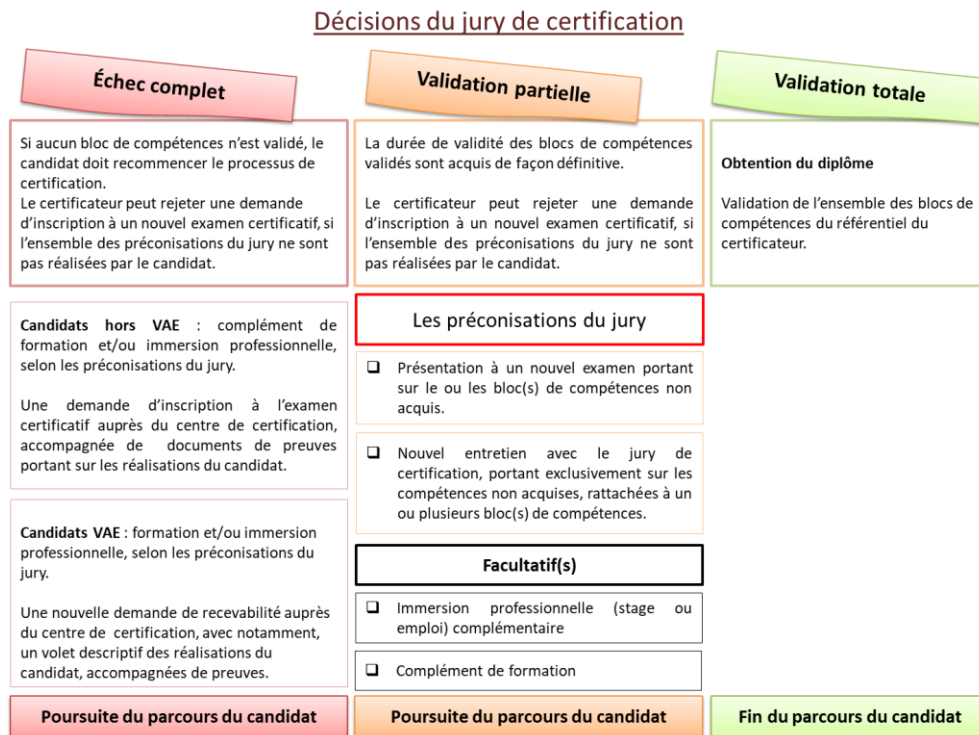 Décisions du jury de certification
Échec complet
Si aucun bloc de compétences n'est validé, le
candidat doit recommencer le processus de
certification.
Le certificateur peut rejeter une demande
d'inscription à un nouvel examen certificatif, si
l'ensemble des préconisations du jury ne sont
pas réalisées par le candidat.
Candidats hors VAE : complément de
formation et/ou immersion professionnelle,
selon les préconisations du jury.
Une demande d'inscription à l'examen
certificatif auprès du centre de certification,
accompagnée de documents de preuves
portant sur les réalisations du candidat.
Candidats VAE : formation et/ou immersion
professionnelle, selon les préconisations du
jury.
Une nouvelle demande de recevabilité auprès
du centre de certification, avec notamment,
un volet descriptif des réalisations du
candidat, accompagnées de preuves.
Poursuite du parcours du candidat
Validation partielle
La durée de validité des blocs de compétences
validés sont acquis de façon définitive.
Le certificateur peut rejeter une demande
d'inscription à un nouvel examen certificatif, si
l'ensemble des préconisations du jury ne sont
pas réalisées par le candidat.
Les préconisations du jury
❑ Présentation à un nouvel examen portant
sur le ou les bloc(s) de compétences non
acquis.
❑ Nouvel entretien avec le jury de
certification, portant exclusivement sur les
compétences non acquises, rattachées à un
ou plusieurs bloc(s) de compétences.
Facultatif(s)
❑ Immersion professionnelle (stage ou
emploi) complémentaire
❑ Complément de formation
Poursuite du parcours du candidat
Validation totale
Obtention du diplôme
Validation de l'ensemble des blocs de
compétences du référentiel du
certificateur.
Fin du parcours du candidat